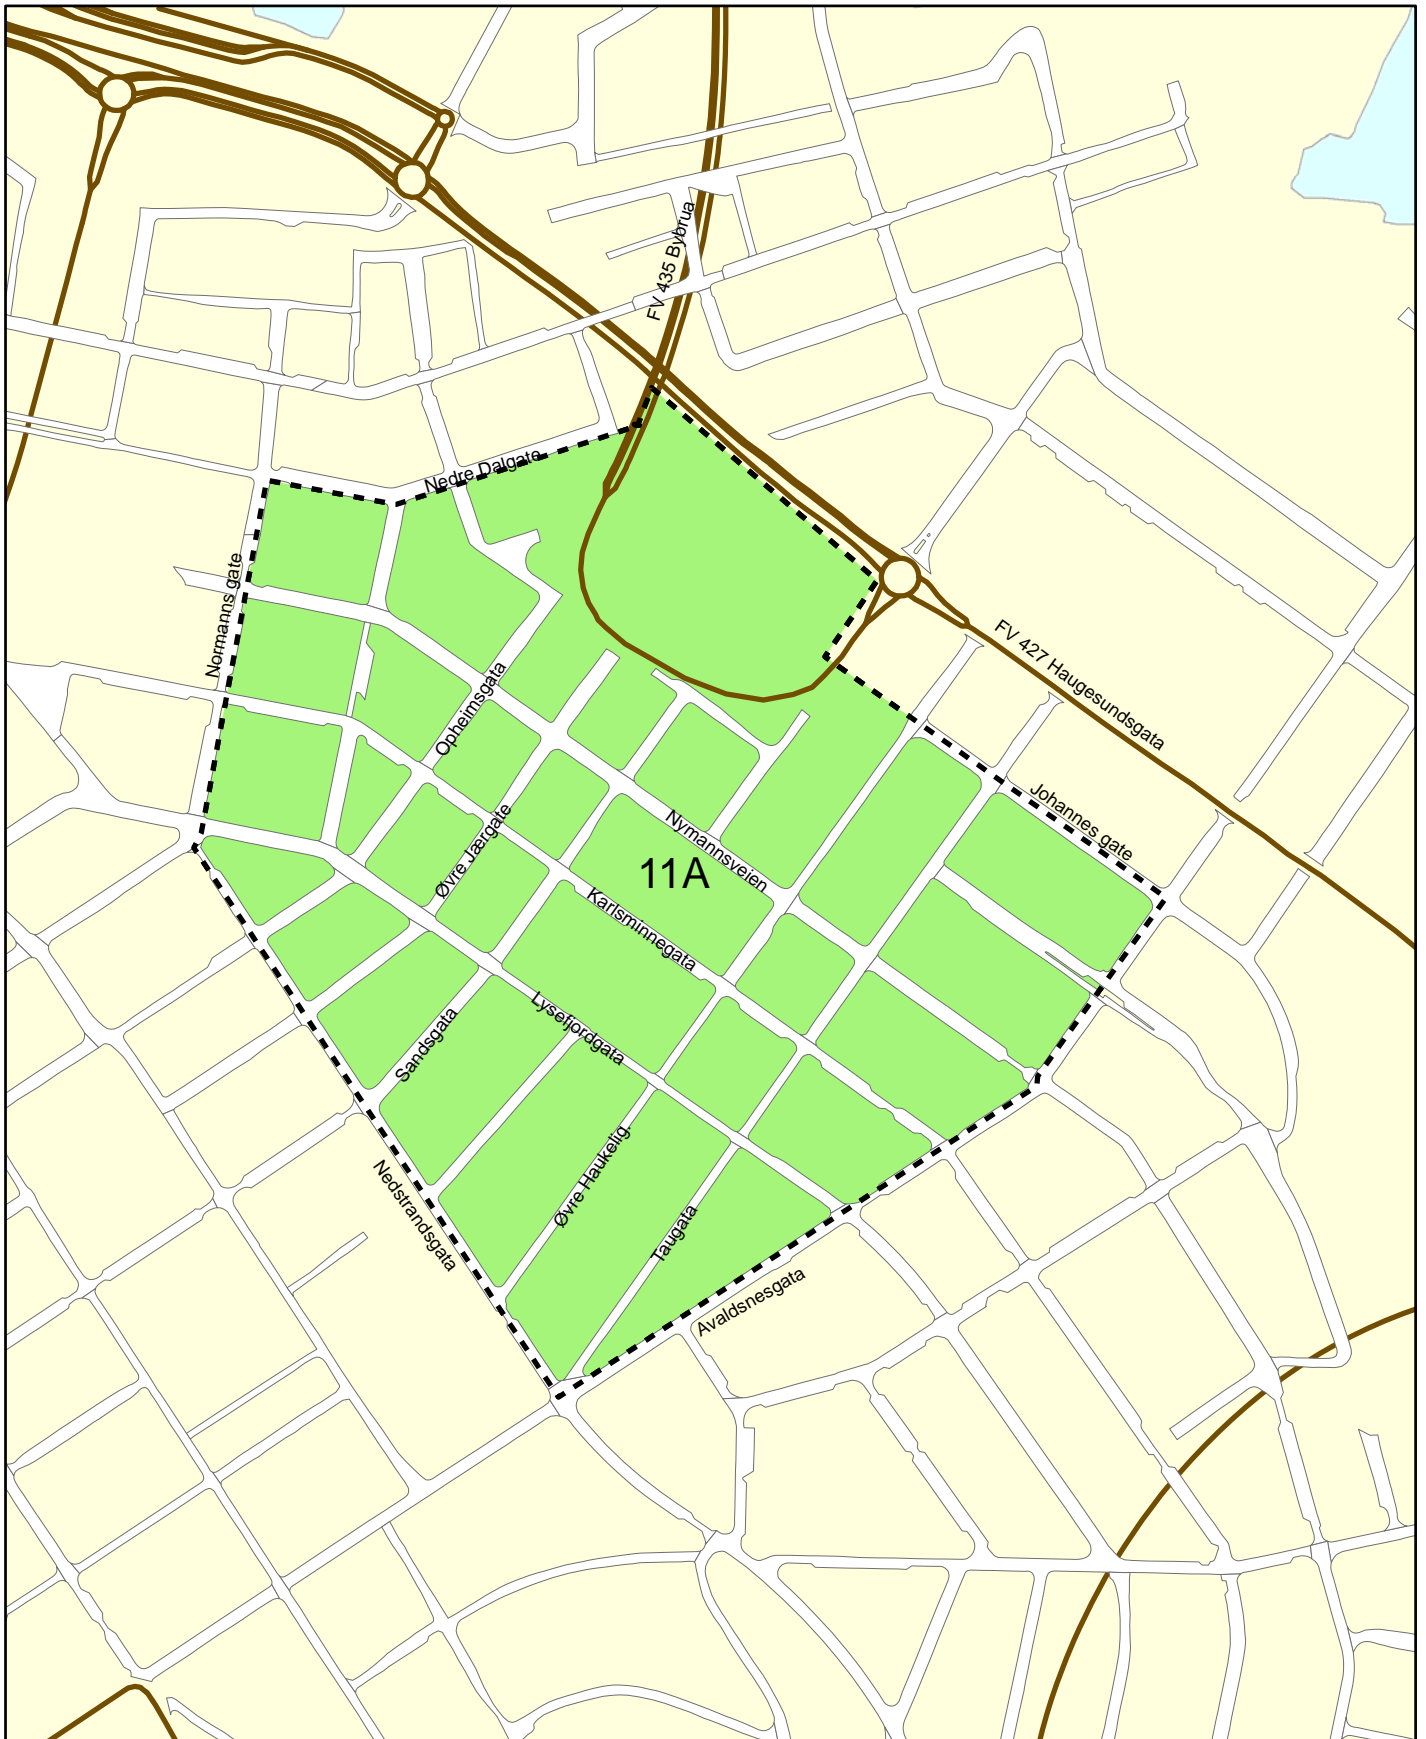 FV 435 Bybrua
Nedre Dalgate
Normanns gate
FV 427 Haugesundsgata
Opheimsgata
Johannes gate
Øvre Jærgate
Nymannsveien
11A
Karlsminnegata
Lysefjordgata
Sandsgata
Øvre Haukelig.
Nedstrandsgata
Taugata
Avaldsnesgata